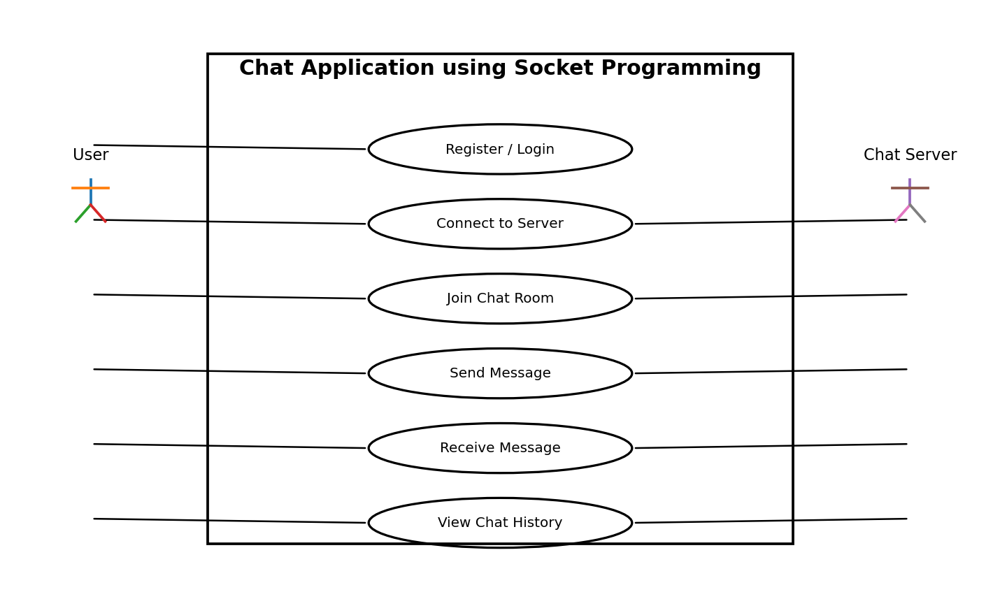 Chat Application using Socket Programming
User
Chat Server
Register / Login
Connect to Server
Join Chat Room
Send Message
Receive Message
View Chat History